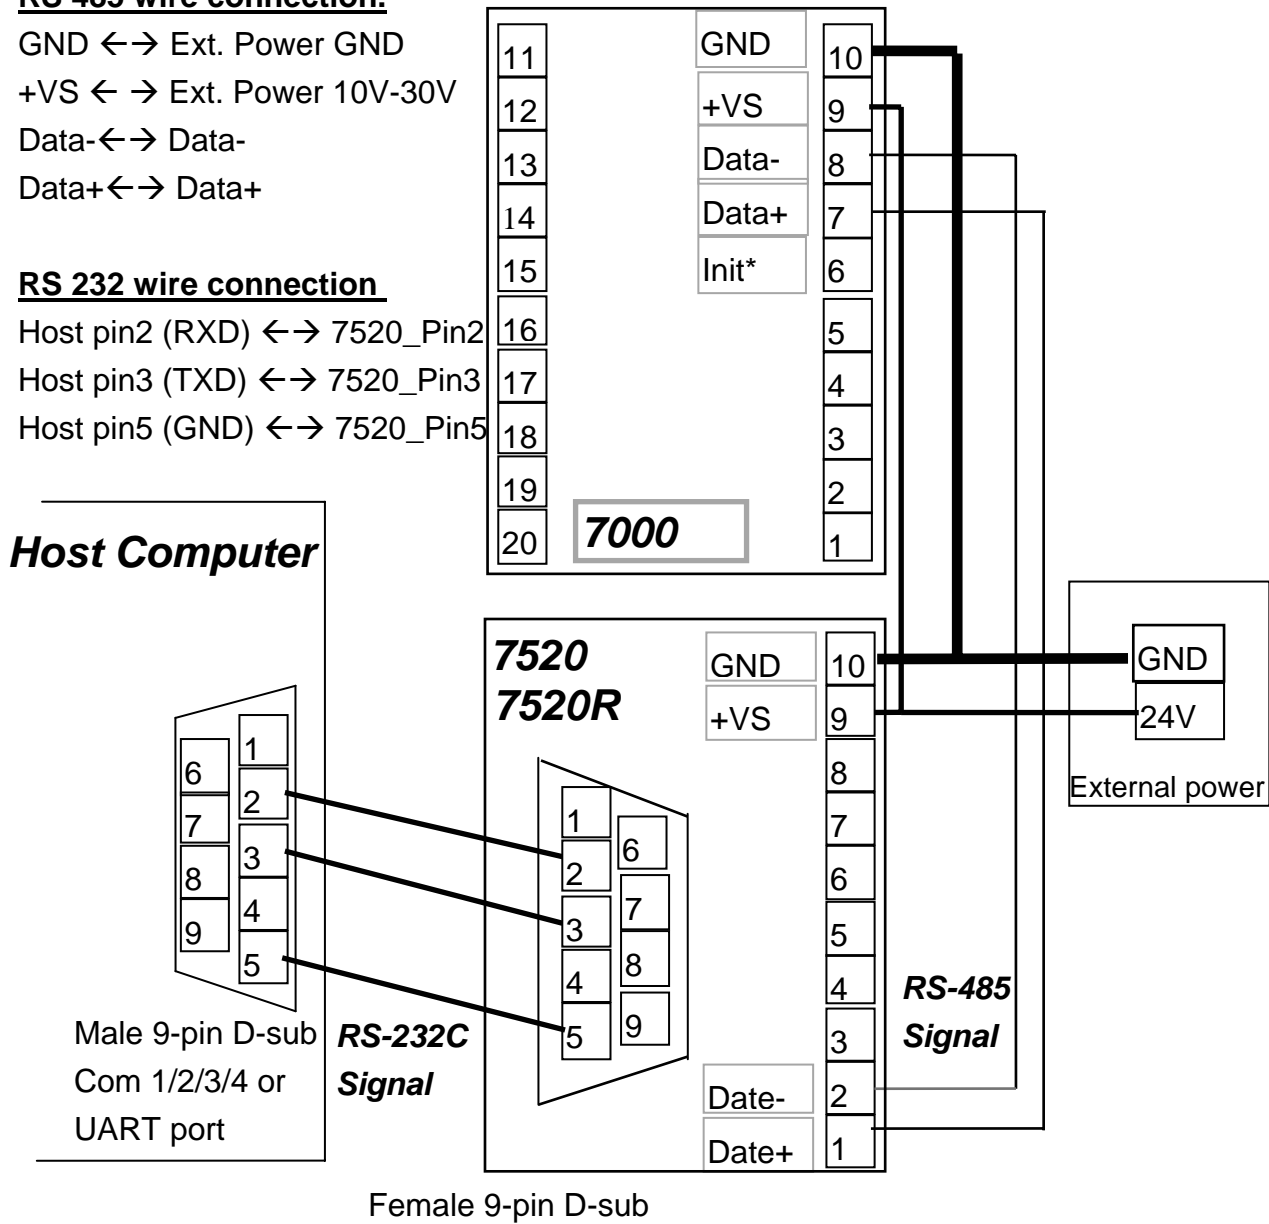 RS 485 wire connection:
GND ←→ Ext. Power GND
+VS ← → Ext. Power 10V-30V
Data-←→ Data-
Data+←→ Data+
RS 232 wire connection
Host pin2 (RXD) ←→ 7520_Pin2
Host pin3 (TXD) ←→ 7520_Pin3
Host pin5 (GND) ←→ 7520_Pin5
11 GND 10
12 +VS 9
13 Data- 8
14 Data+ 7
15 Init* 6
16 5
17 4
18 3
19 2
20 7000 1
Host Computer
1
6
2
7
3
8
4
9
5
Male 9-pin D-sub
Com 1/2/3/4 or
UART port
RS-232C
Signal
7520
7520R
GND 10
+VS 9
8
7
6
5
4
3
Date- 2
Date+ 1
1
6
2
7
3
8
4
9
5
Female 9-pin D-sub
RS-485
Signal
GND
24V
External power